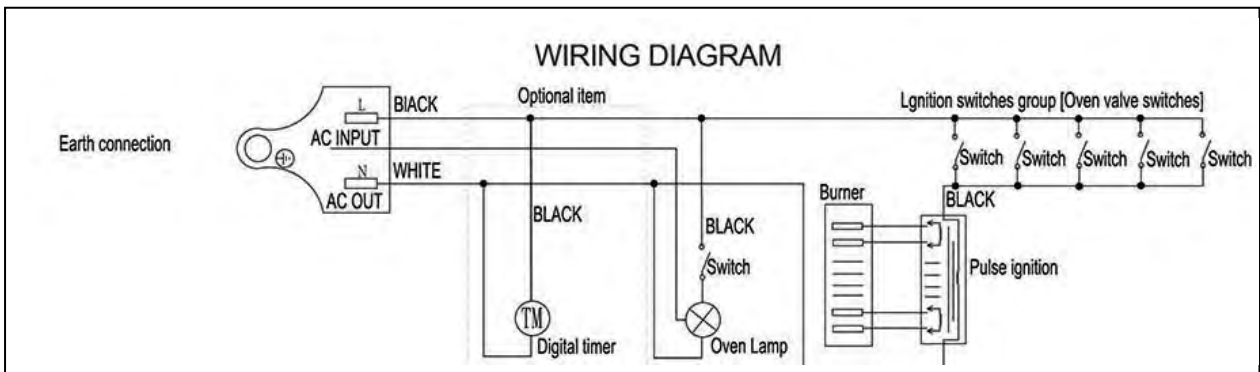 WIRING DIAGRAM
Optional item
Lgnition switches group [Oven valve switches]
Earth connection
L
BIACK
AC INPUT
N
WHITE
AC OUT
Switch
Switch
Switch
Switch
Switch
BLACK
BLACK
BLACK
Burner
Switch
Pulse ignition
TM
Digital timer
Oven Lamp